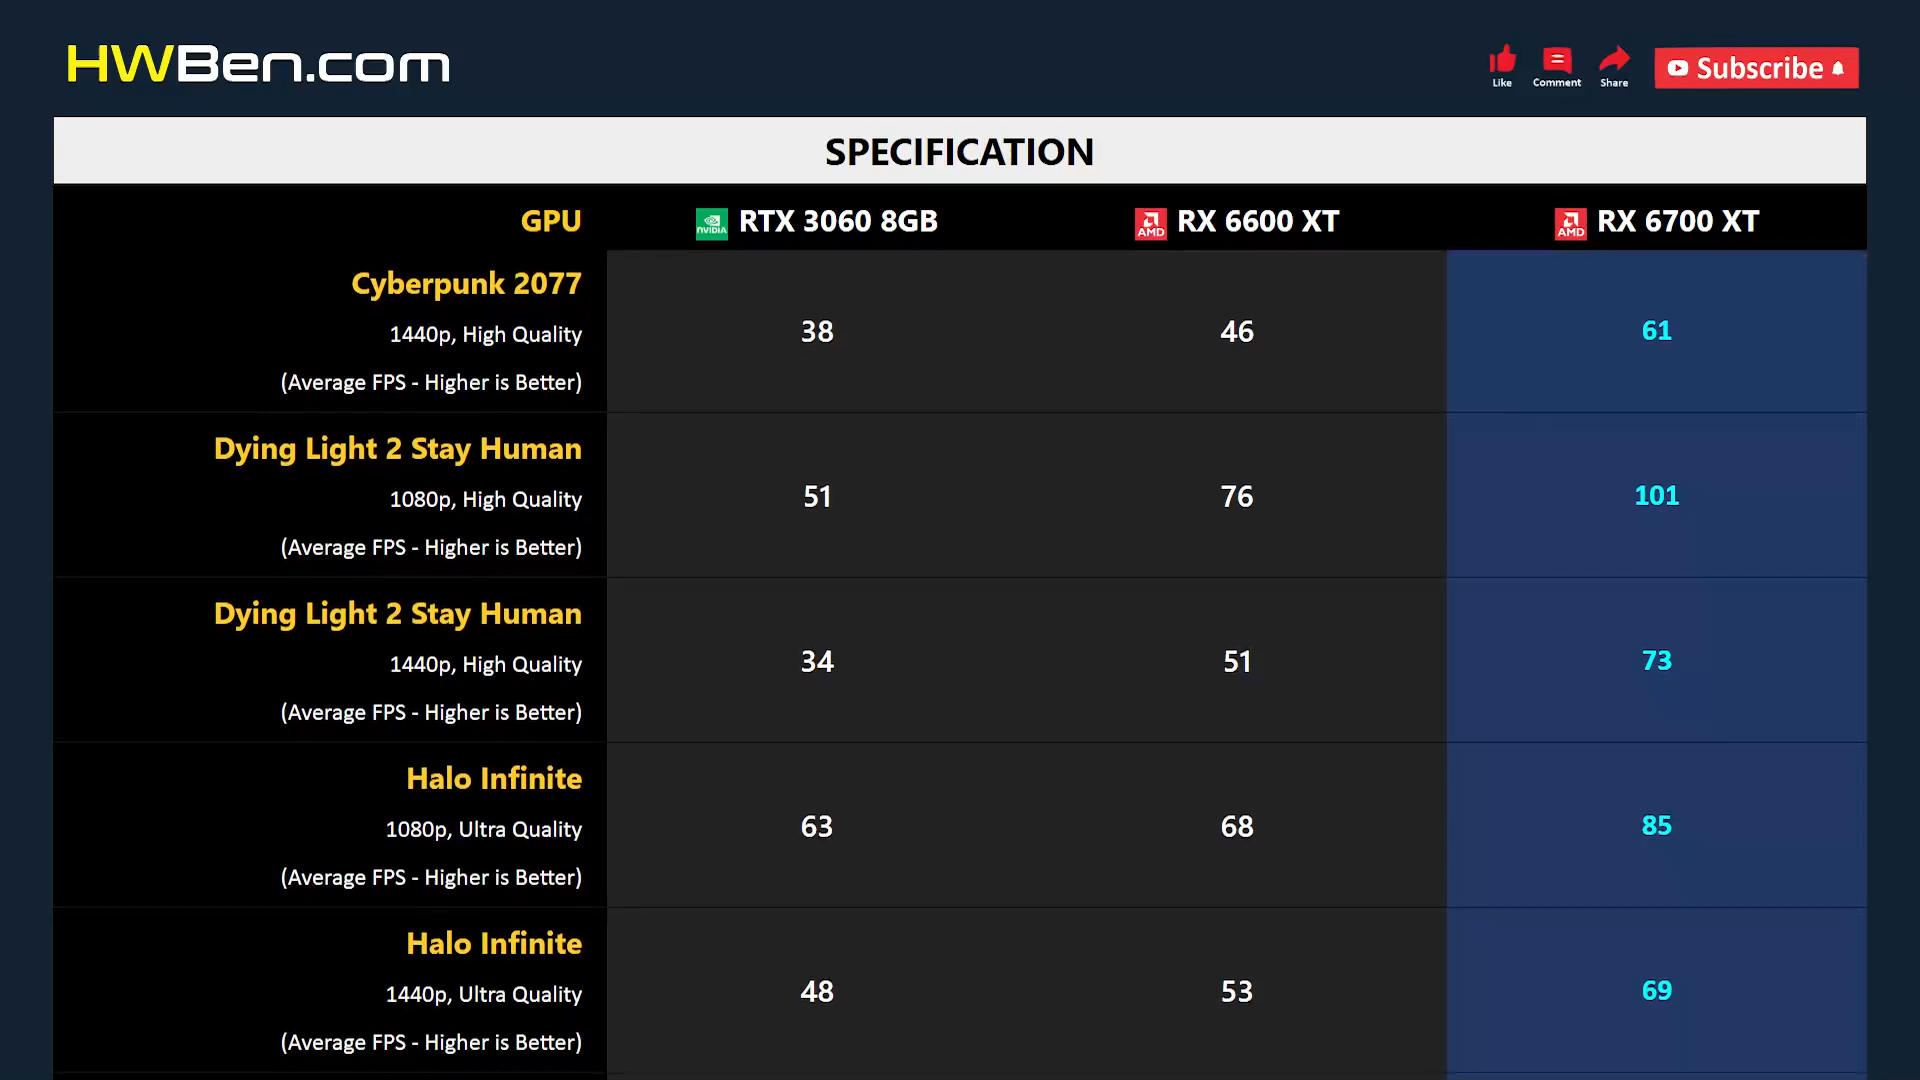 HWBen.com
Like
Comment
Share
Subscribe
SPECIFICATION
GPU
NVIDIA
RTX 3060 8GB
AMD
RX 6600 XT
AMD
RX 6700 XT
Cyberpunk 2077
1440p, High Quality
(Average FPS - Higher is Better)
38
46
61
Dying Light 2 Stay Human
1080p, High Quality
(Average FPS - Higher is Better)
51
76
101
Dying Light 2 Stay Human
1440p, High Quality
(Average FPS - Higher is Better)
34
51
73
Halo Infinite
1080p, Ultra Quality
(Average FPS - Higher is Better)
63
68
85
Halo Infinite
1440p, Ultra Quality
(Average FPS - Higher is Better)
48
53
69